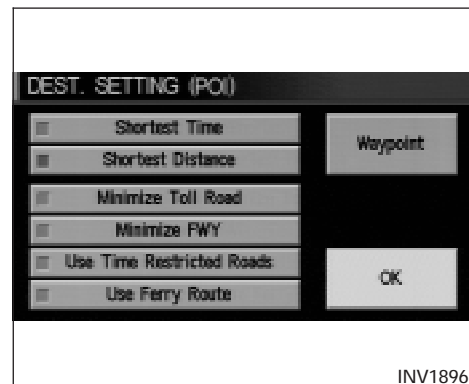 DEST. SETTING (POI)
Shortest Time
Shortest Distance
Waypoint
Minimize Toll Road
Minimize FWY
Use Time Restricted Roads
Use Ferry Route
OK
INV1896